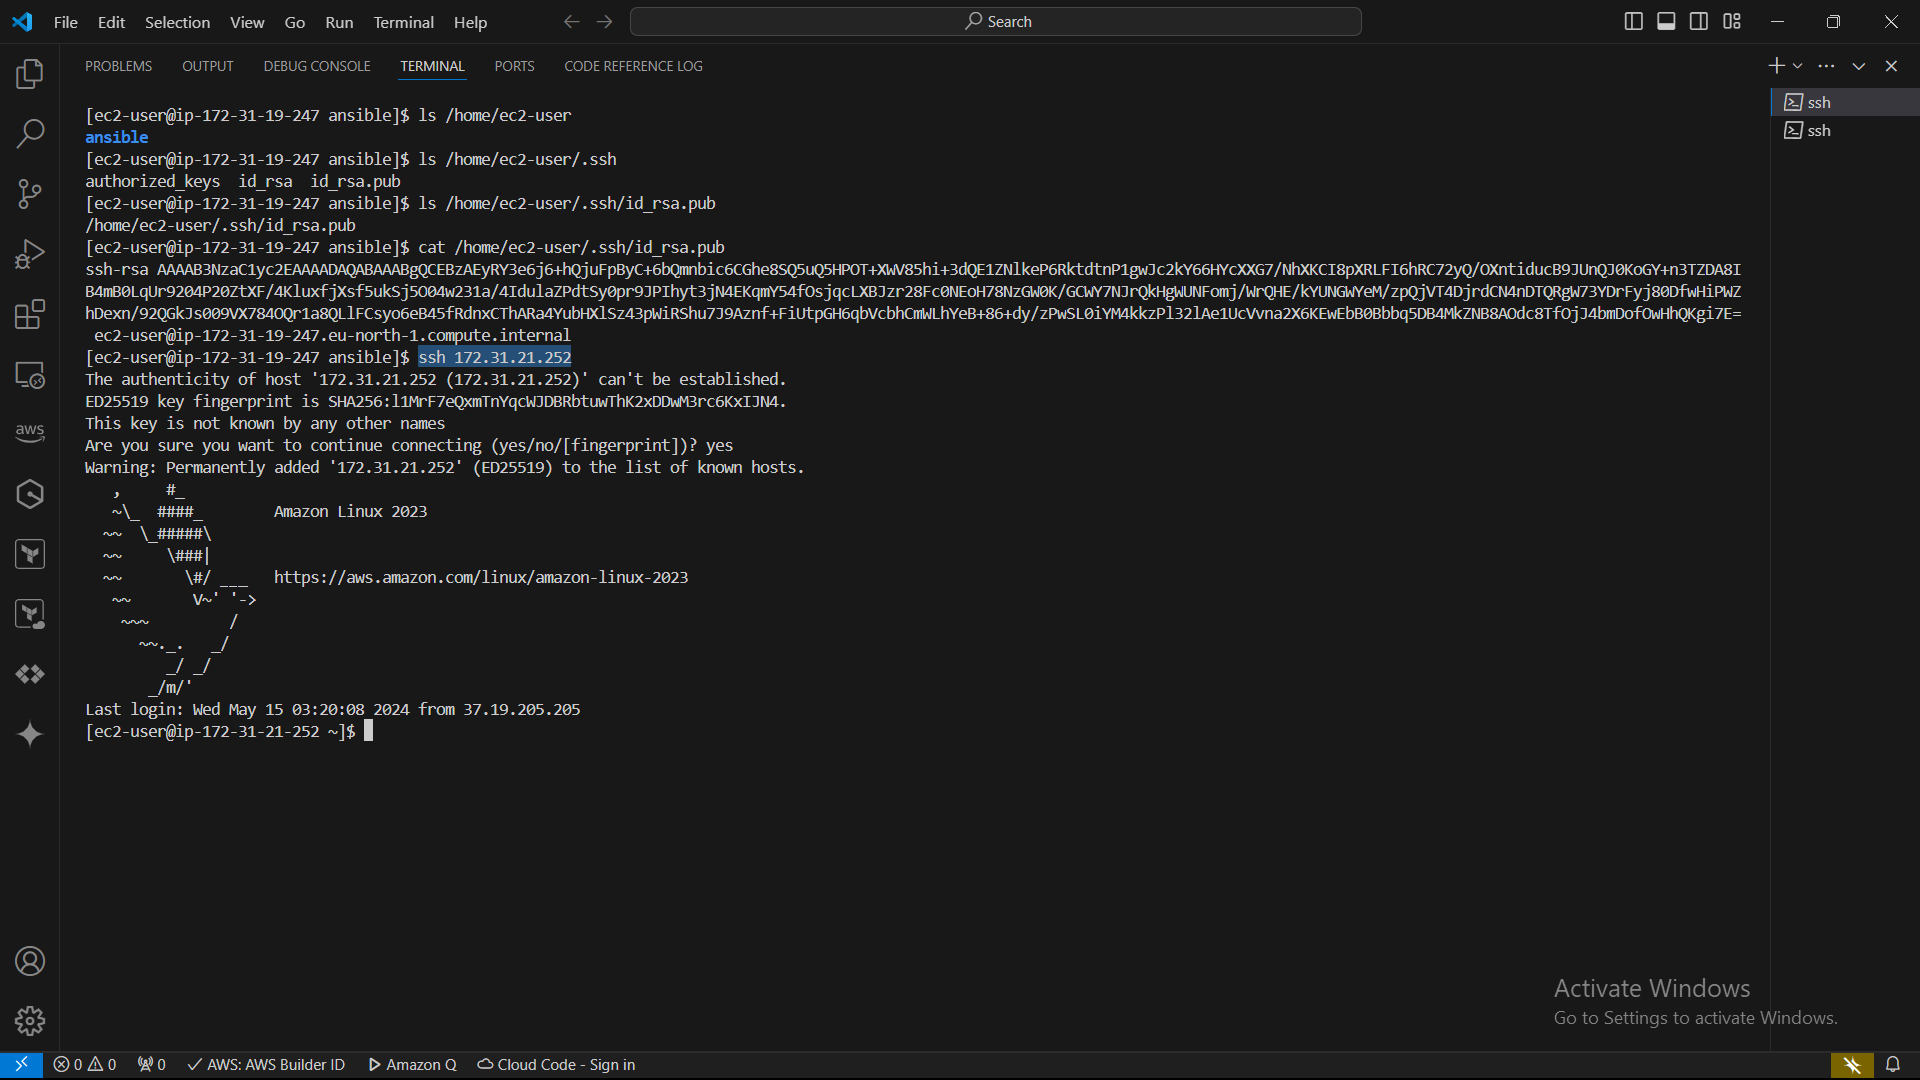 File Edit Selection View Go Run Terminal Help
Search
PROBLEMS OUTPUT DEBUG CONSOLE TERMINAL PORTS CODE REFERENCE LOG
ssh
ssh
[ec2-user@ip-172-31-19-247 ansible]$ ls /home/ec2-user
ansible
[ec2-user@ip-172-31-19-247 ansible]$ ls /home/ec2-user/.ssh
authorized_keys  id_rsa  id_rsa.pub
[ec2-user@ip-172-31-19-247 ansible]$ ls /home/ec2-user/.ssh/id_rsa.pub
/home/ec2-user/.ssh/id_rsa.pub
[ec2-user@ip-172-31-19-247 ansible]$ cat /home/ec2-user/.ssh/id_rsa.pub
ssh-rsa AAAAB3NzaC1yc2EAAAADAQABAAABgQCEBzAEyRY3e6j6+hQjuFpByC+6bQmnbic6CGhe8SQ5uQ5HPOT+XWV85hi+3dQE1ZNlkeP6RktdtnP1gwJc2kY66HYcXXG7/NhXKCI8pXRLFI6hRC72yQ/OXntiducB9JUnQJ0KoGY+n3TZDA8I
B4mB0LqUr9204P20ZtXF/4KluxfjXsf5ukSj5O04w231a/4IdulaZPdtSy0pr9JPIhyt3jN4EKqmY54fOsjqcLXBJzr28Fc0NEoH78NzGW0K/GCWY7NJrQkHgWUNFomj/WrQHE/kYUNGWYeM/zpQjVT4DjrdCN4nDTQRgW73YDrFyj80DfwHiPWZ
hDexn/92QGkJs009VX784OQr1a8QLlFCsyo6eB45fRdnxCThARa4YubHXlSz43pWiRShu7J9Aznf+FiUtpGH6qbVcbhCmWLhYeB+86+dy/zPwSL0iYM4kkzPl32lAe1UcVvna2X6KEwEbB0Bbbq5DB4MkZNB8AOdc8TfOjJ4bmDofOwHhQKgi7E=
ec2-user@ip-172-31-19-247.eu-north-1.compute.internal
[ec2-user@ip-172-31-19-247 ansible]$ ssh 172.31.21.252
The authenticity of host '172.31.21.252 (172.31.21.252)' can't be established.
ED25519 key fingerprint is SHA256:l1MrF7eQxmTnYqcWJDBRbtuwThK2xDDwM3rc6KxIJN4.
This key is not known by any other names
Are you sure you want to continue connecting (yes/no/[fingerprint])? yes
Warning: Permanently added '172.31.21.252' (ED25519) to the list of known hosts.
   ,     #_
   ~\_  ####_        Amazon Linux 2023
  ~~  \_#####\
  ~~     \###|
  ~~       \#/ ___   https://aws.amazon.com/linux/amazon-linux-2023
   ~~       V~' '->
    ~~~         /
      ~~._.   _/
         _/ _/
       _/m/'
Last login: Wed May 15 03:20:08 2024 from 37.19.205.205
[ec2-user@ip-172-31-21-252 ~]$
aws
Activate Windows
Go to Settings to activate Windows.
0 0 0 AWS: AWS Builder ID Amazon Q Cloud Code - Sign in